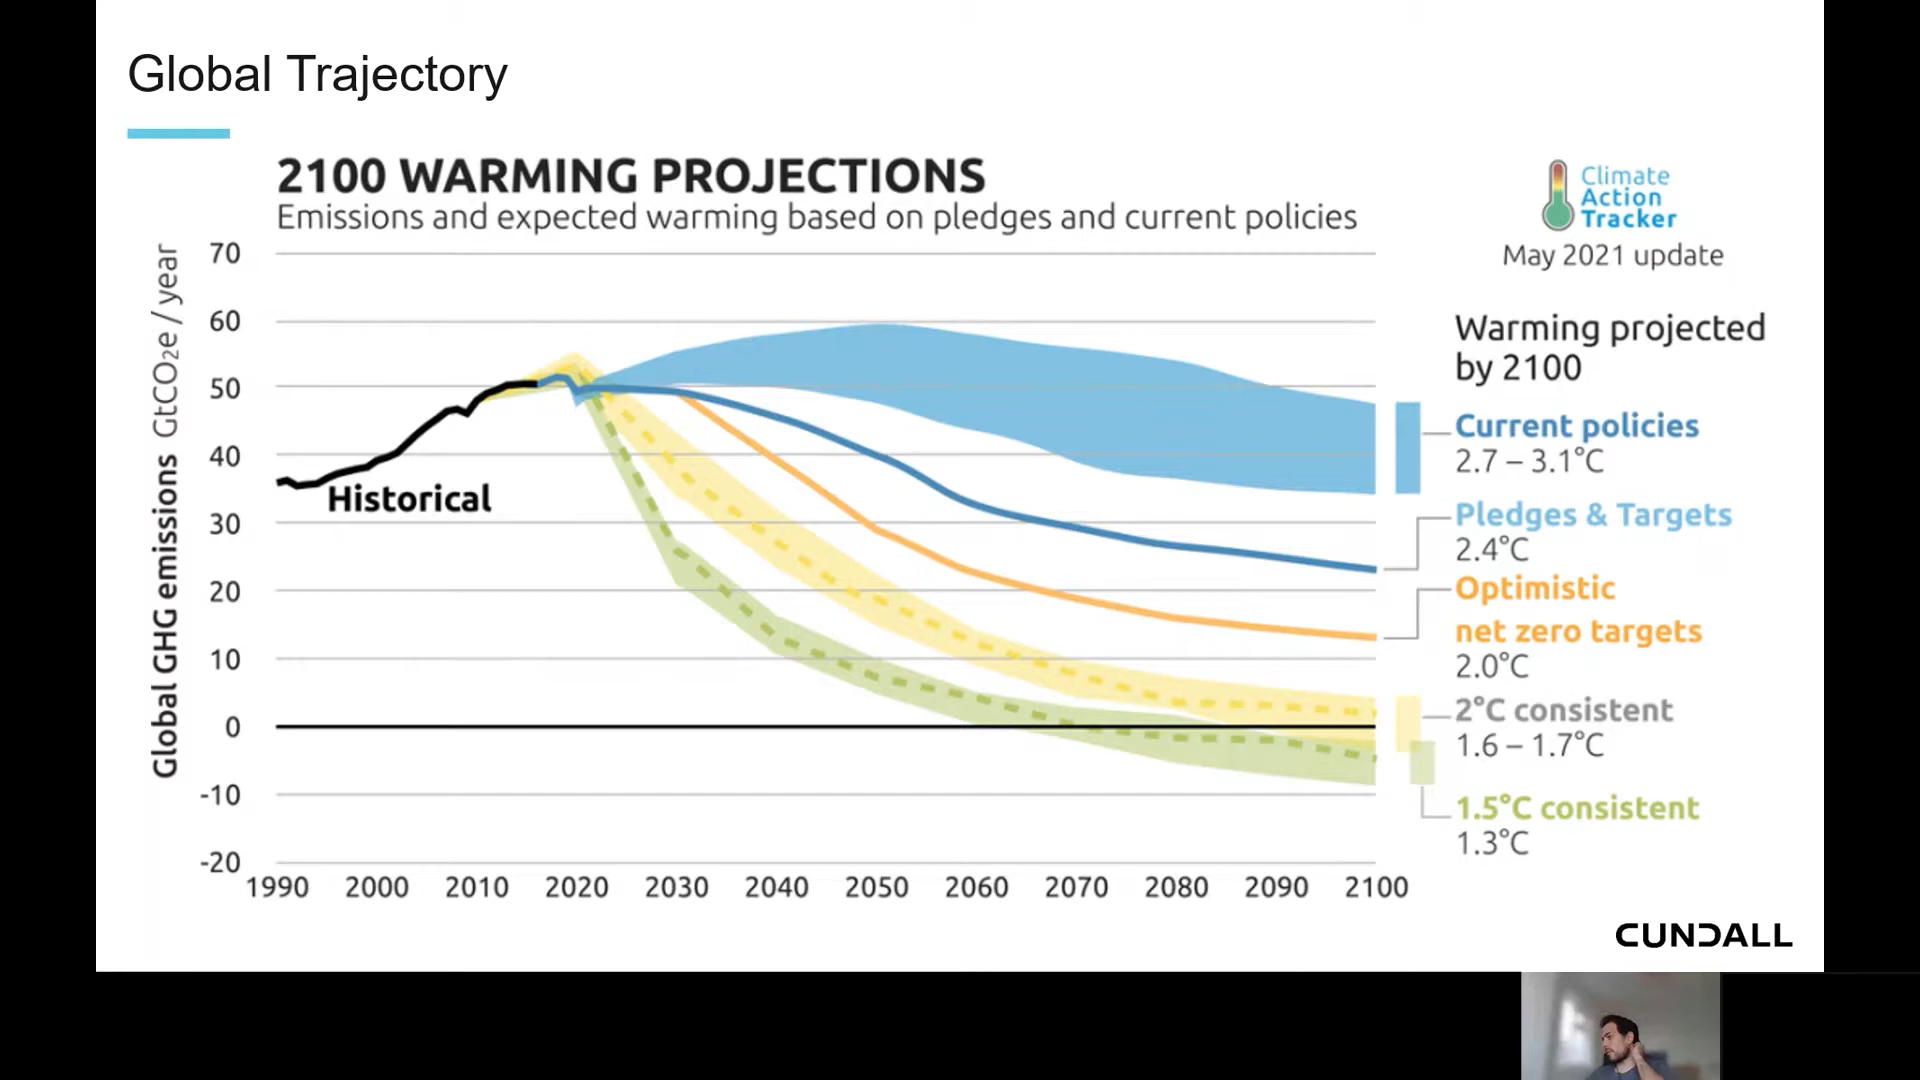 Global Trajectory
2100 WARMING PROJECTIONS
Emissions and expected warming based on pledges and current policies
Climate
Action
Tracker
May 2021 update
Global GHG emissions GtCO₂e / year
70
60
50
40
30
20
10
0
-10
-20
Historical
1990 2000 2010 2020 2030 2040 2050 2060 2070 2080 2090 2100
Warming projected
by 2100
Current policies
2.7 – 3.1°C
Pledges & Targets
2.4°C
Optimistic
net zero targets
2.0°C
2°C consistent
1.6 – 1.7°C
1.5°C consistent
1.3°C
CUNDALL